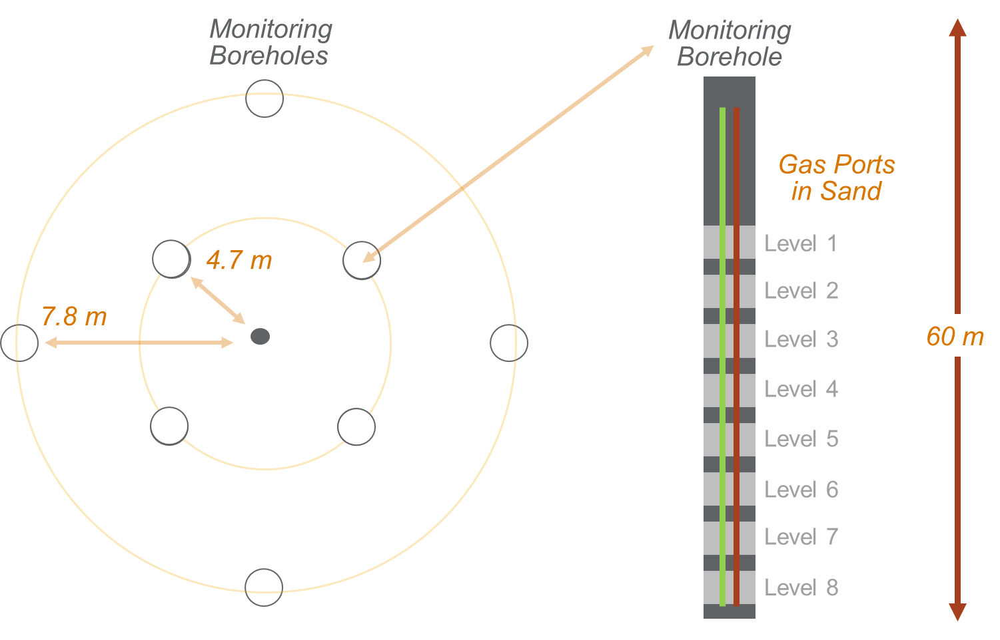 Monitoring
Boreholes
4.7 m
7.8 m
Monitoring
Borehole
Gas Ports
in Sand
Level 1
Level 2
Level 3
Level 4
Level 5
Level 6
Level 7
Level 8
60 m